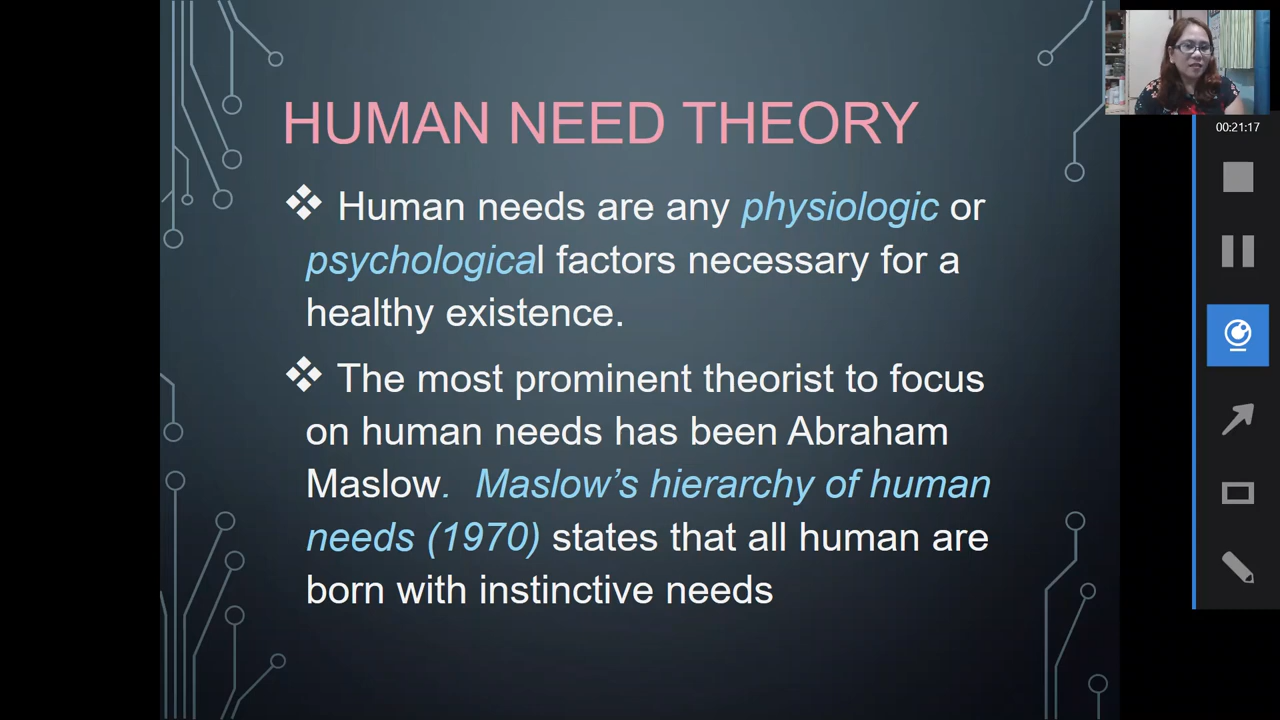 HUMAN NEED THEORY
❖ Human needs are any physiologic or
psychological factors necessary for a
healthy existence.
❖ The most prominent theorist to focus
on human needs has been Abraham
Maslow. Maslow’s hierarchy of human
needs (1970) states that all human are
born with instinctive needs
00:21:17